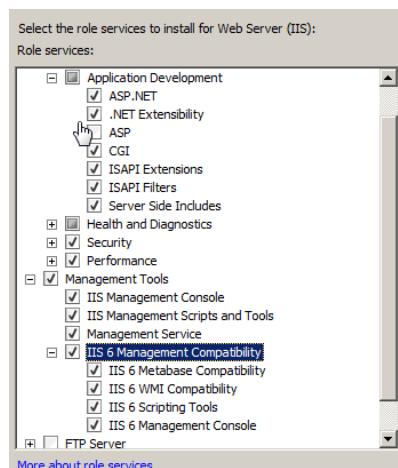 Select the role services to install for Web Server (IIS):
Role services:
Application Development
ASP.NET
.NET Extensibility
ASP
CGI
ISAPI Extensions
ISAPI Filters
Server Side Includes
Health and Diagnostics
Security
Performance
Management Tools
IIS Management Console
IIS Management Scripts and Tools
Management Service
IIS 6 Management Compatibility
IIS 6 Metabase Compatibility
IIS 6 WMI Compatibility
IIS 6 Scripting Tools
IIS 6 Management Console
FTP Server
More about role services